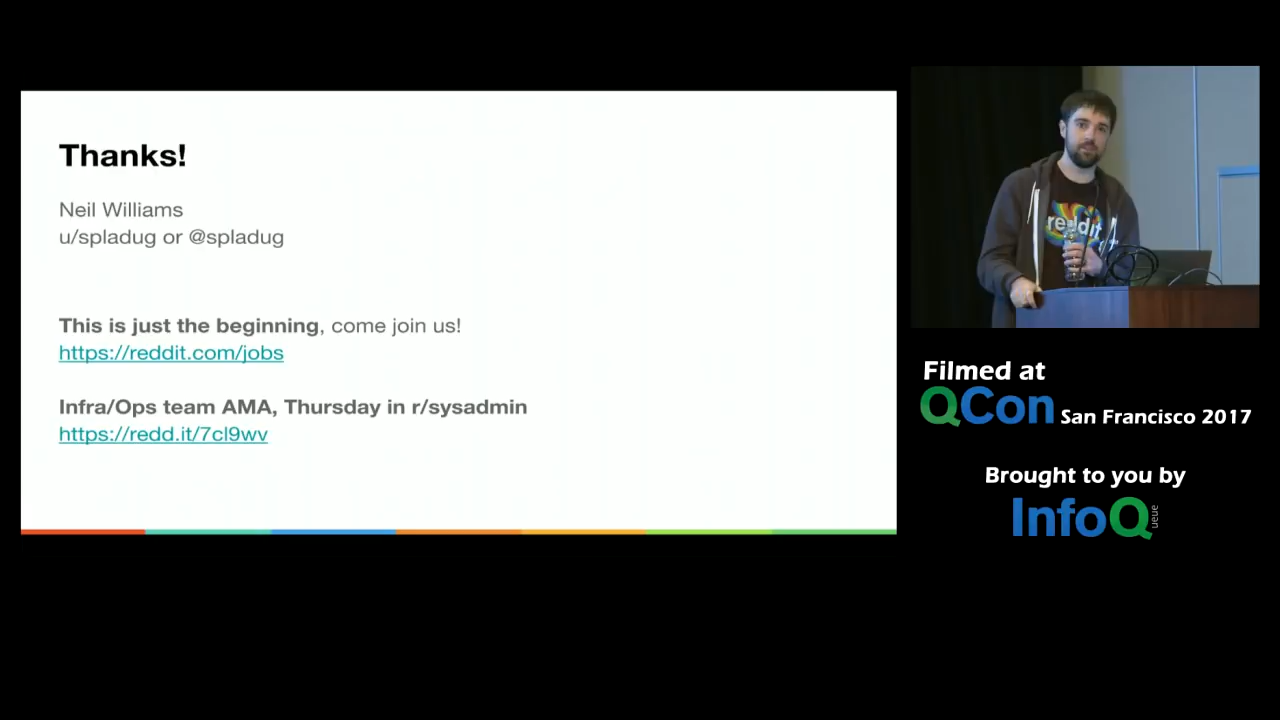 Thanks!
Neil Williams
u/spladug or @spladug
This is just the beginning, come join us!
https://reddit.com/jobs
Infra/Ops team AMA, Thursday in r/sysadmin
https://redd.it/7cl9wv
reddit
Filmed at
QCon San Francisco 2017
Brought to you by
InfoQ
ueue